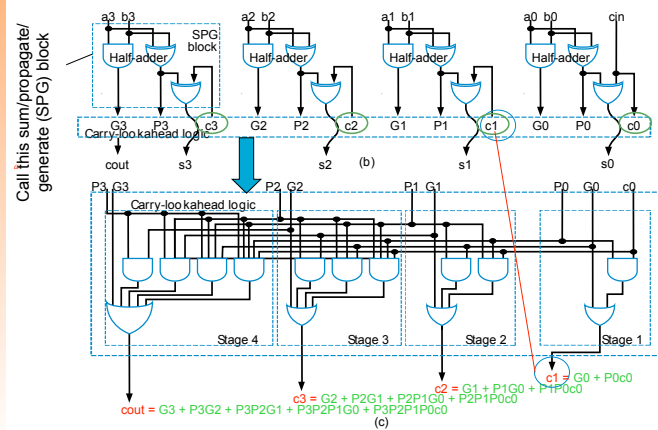 Call this sum/propagate/
generate (SPG) block
a3 b3 a2 b2 a1 b1 a0 b0 cin
SPG
block
Half-adder Half-adder Half-adder Half-adder
G3 P3 c3 G2 P2 c2 G1 P1 c1 G0 P0 c0
Carry-lookahead logic
cout s3 s2 (b) s1 s0
P3 G3 P2 G2 P1 G1 P0 G0 c0
Carry-lookahead logic
Stage 4 Stage 3 Stage 2 Stage 1
c1 = G0 + P0c0
c2 = G1 + P1G0 + P1P0c0
c3 = G2 + P2G1 + P2P1G0 + P2P1P0c0
cout = G3 + P3G2 + P3P2G1 + P3P2P1G0 + P3P2P1P0c0
(c)